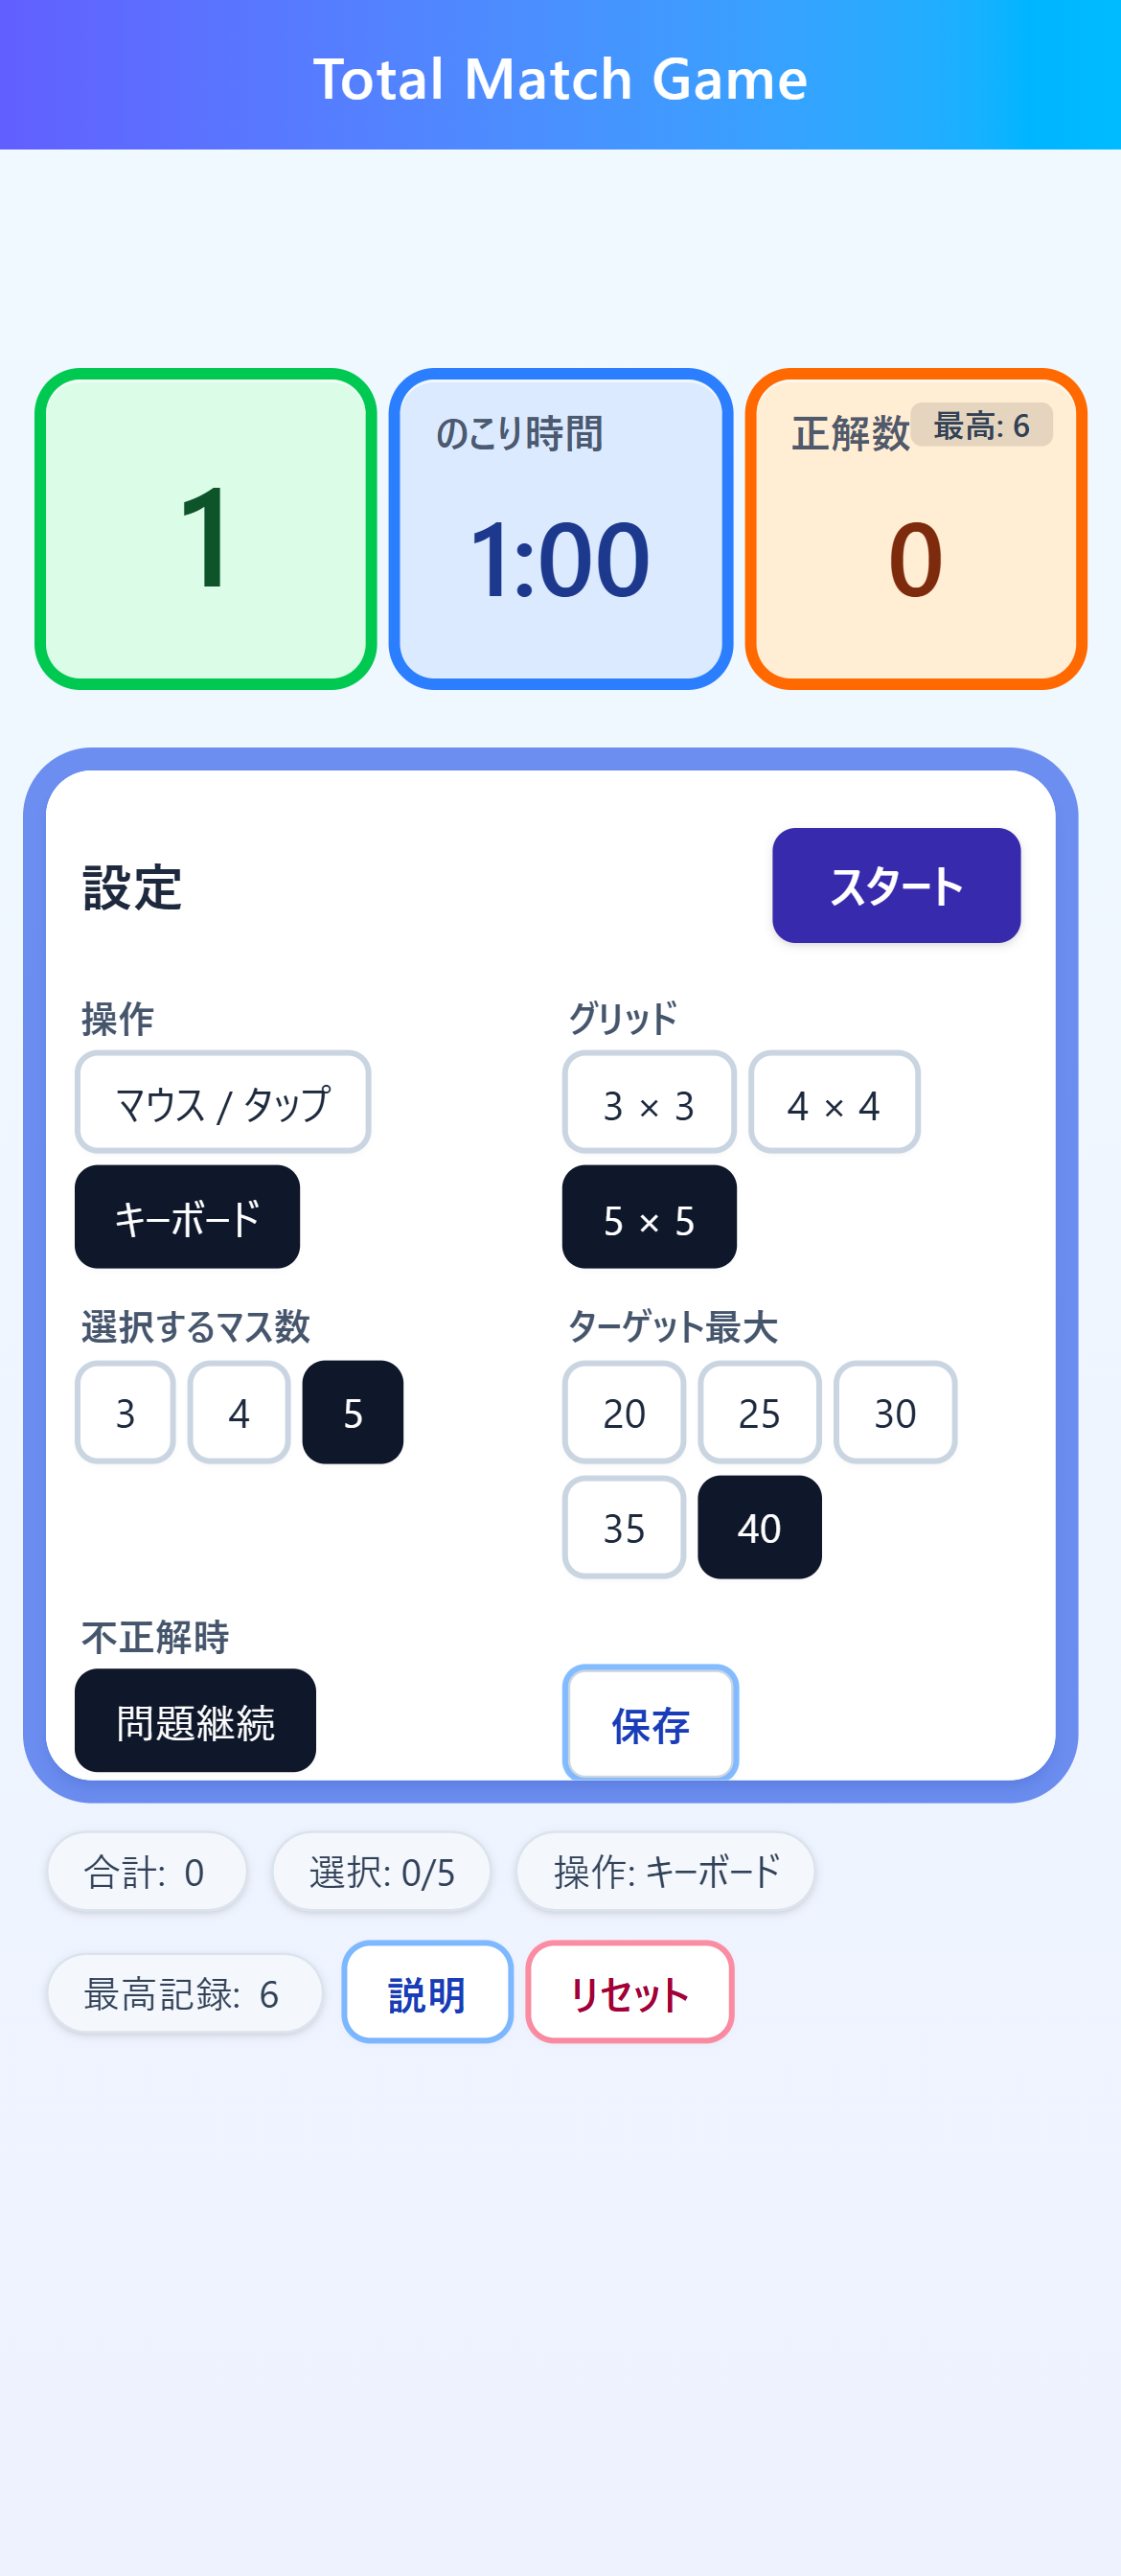 Total Match Game
1
のこり時間
1:00
正解数
最高: 6
0
設定
スタート
操作
マウス / タップ
キーボード
グリッド
3 × 3
4 × 4
5 × 5
選択するマス数
3
4
5
ターゲット最大
20
25
30
35
40
不正解時
問題継続
保存
合計: 0
選択: 0/5
操作: キーボード
最高記録: 6
説明
リセット